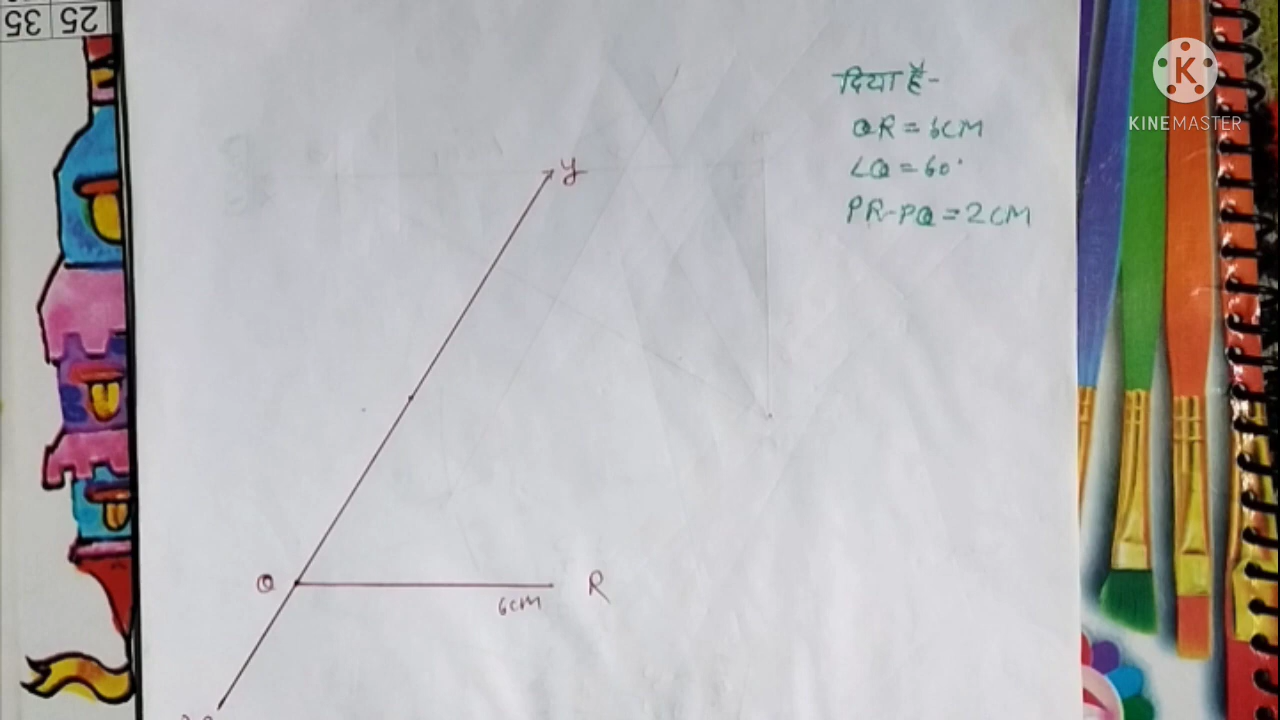 25 35
दिया है-
QR = 6CM
∠Q = 60°
PR-PQ = 2CM
KINEMASTER
y
Q
R
6CM